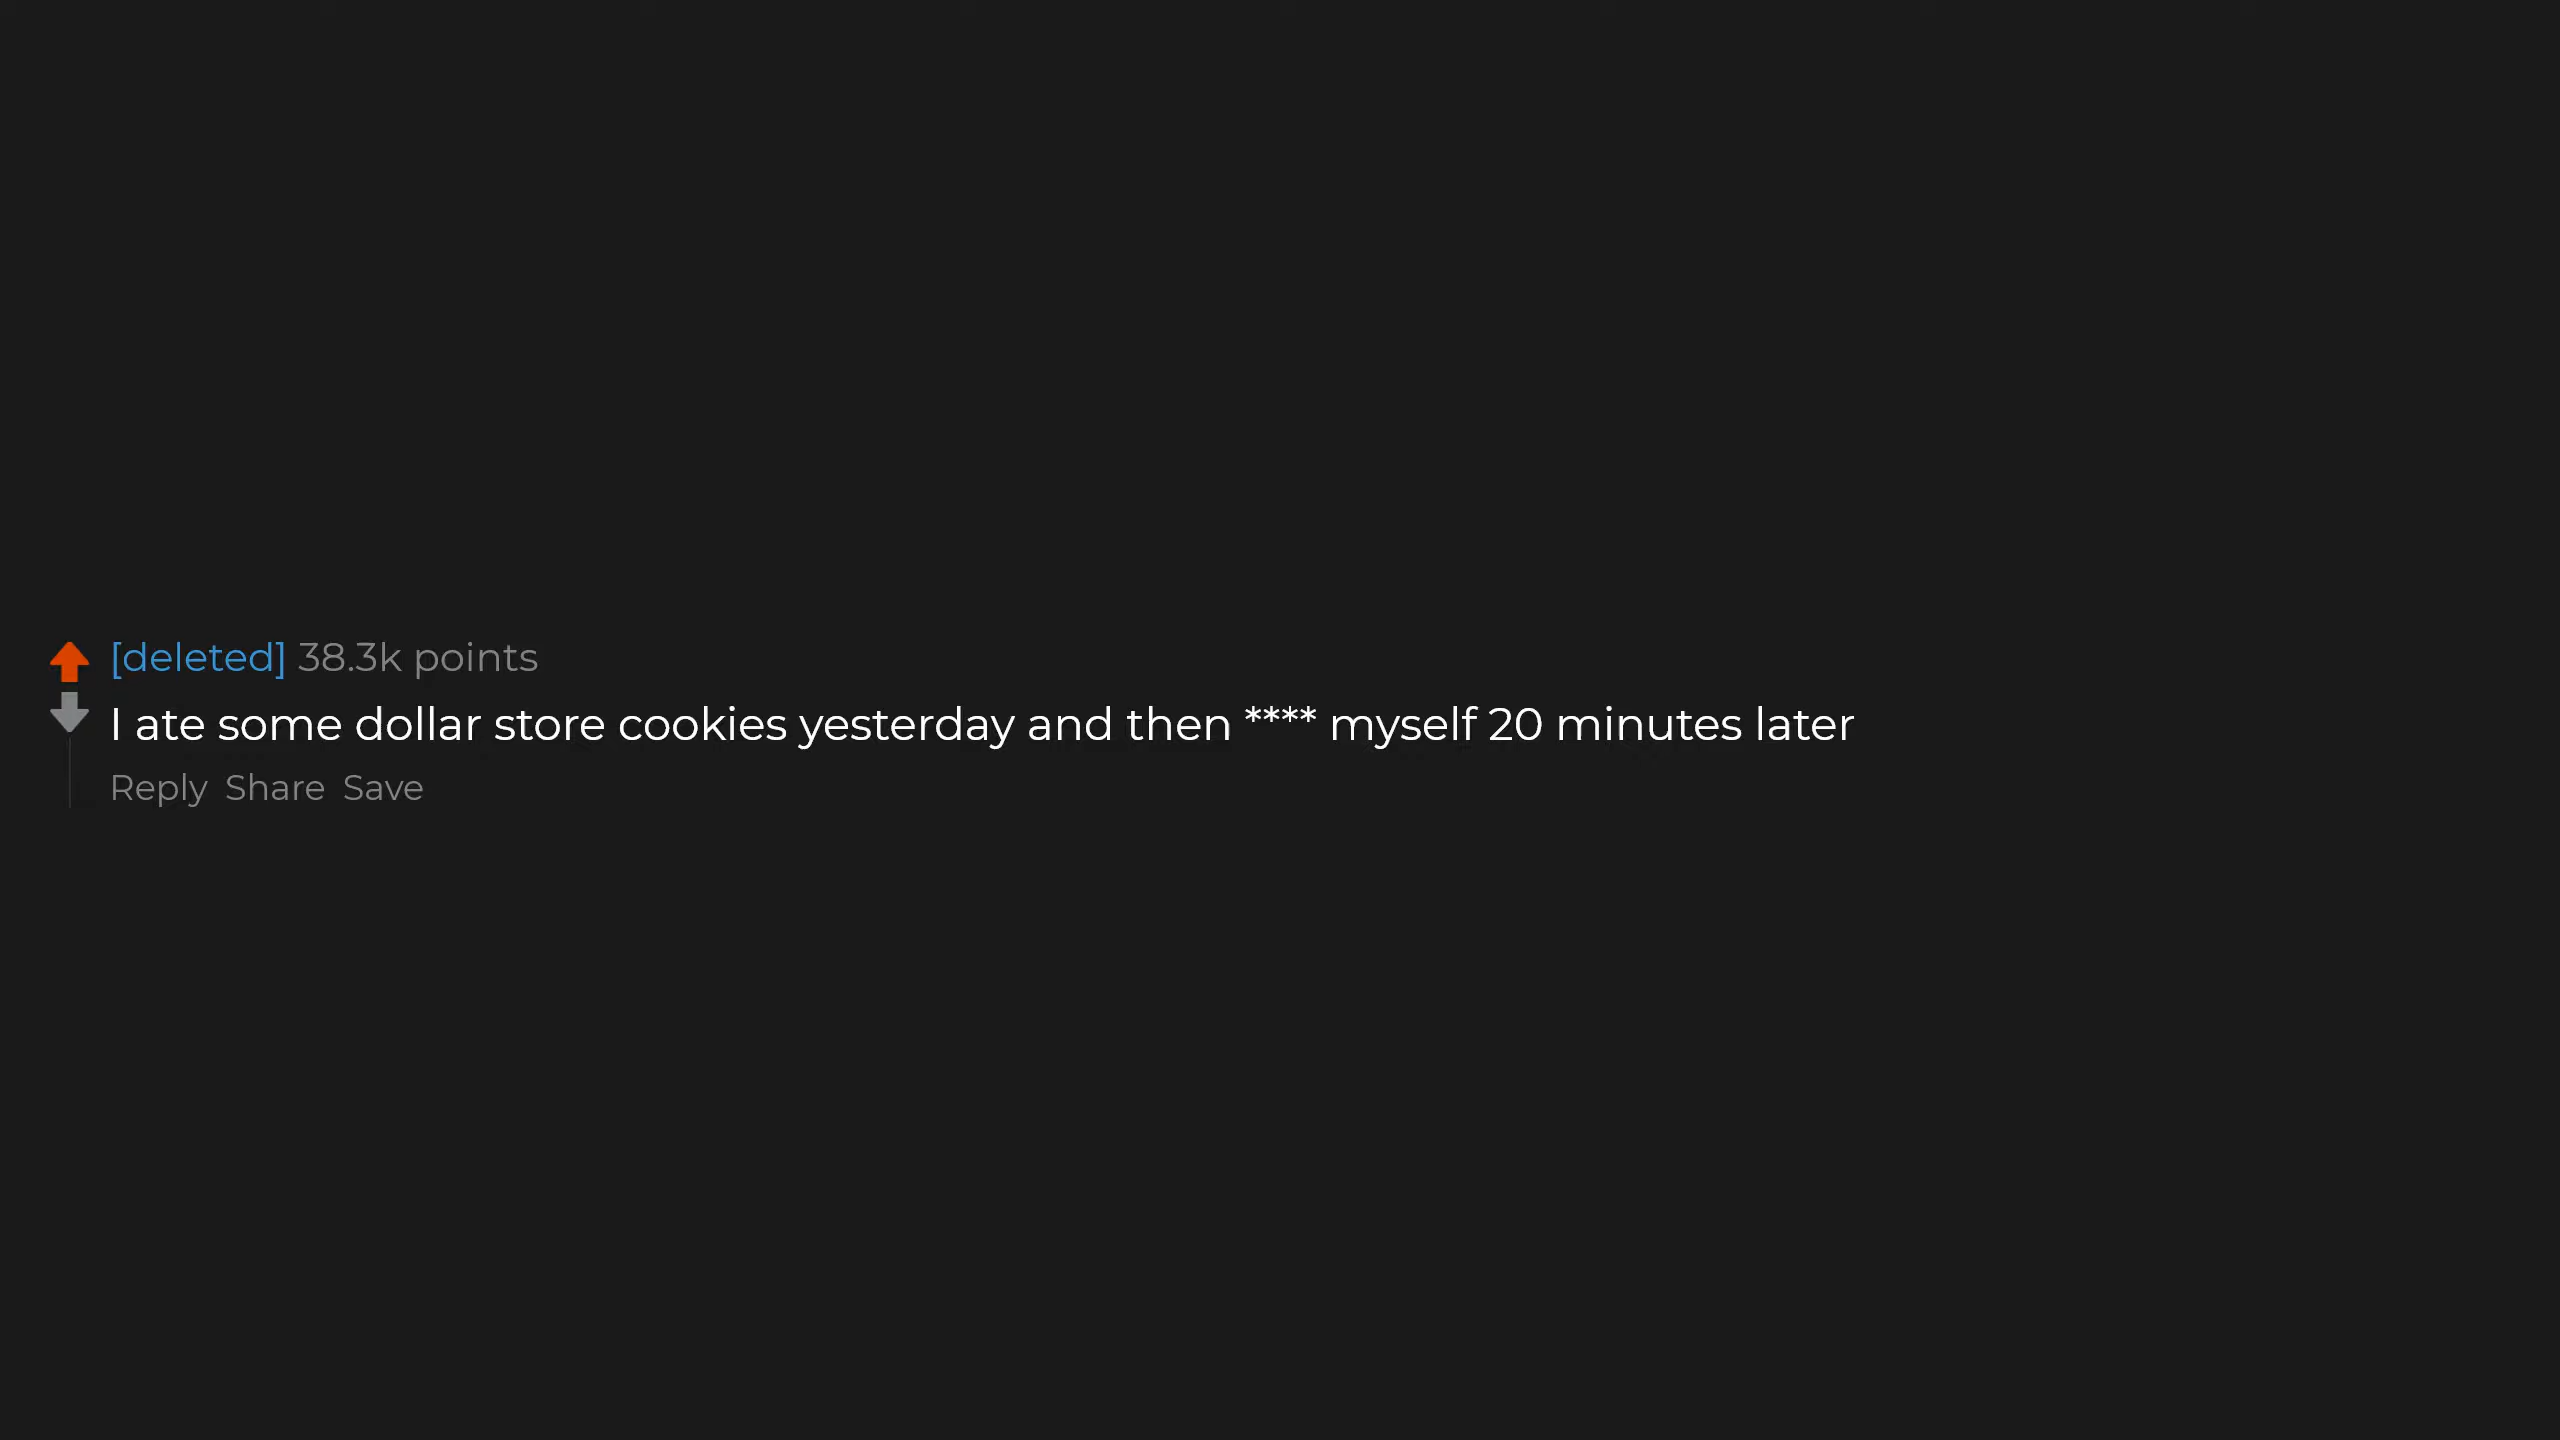 [deleted] 38.3k points
I ate some dollar store cookies yesterday and then **** myself 20 minutes later
Reply Share Save